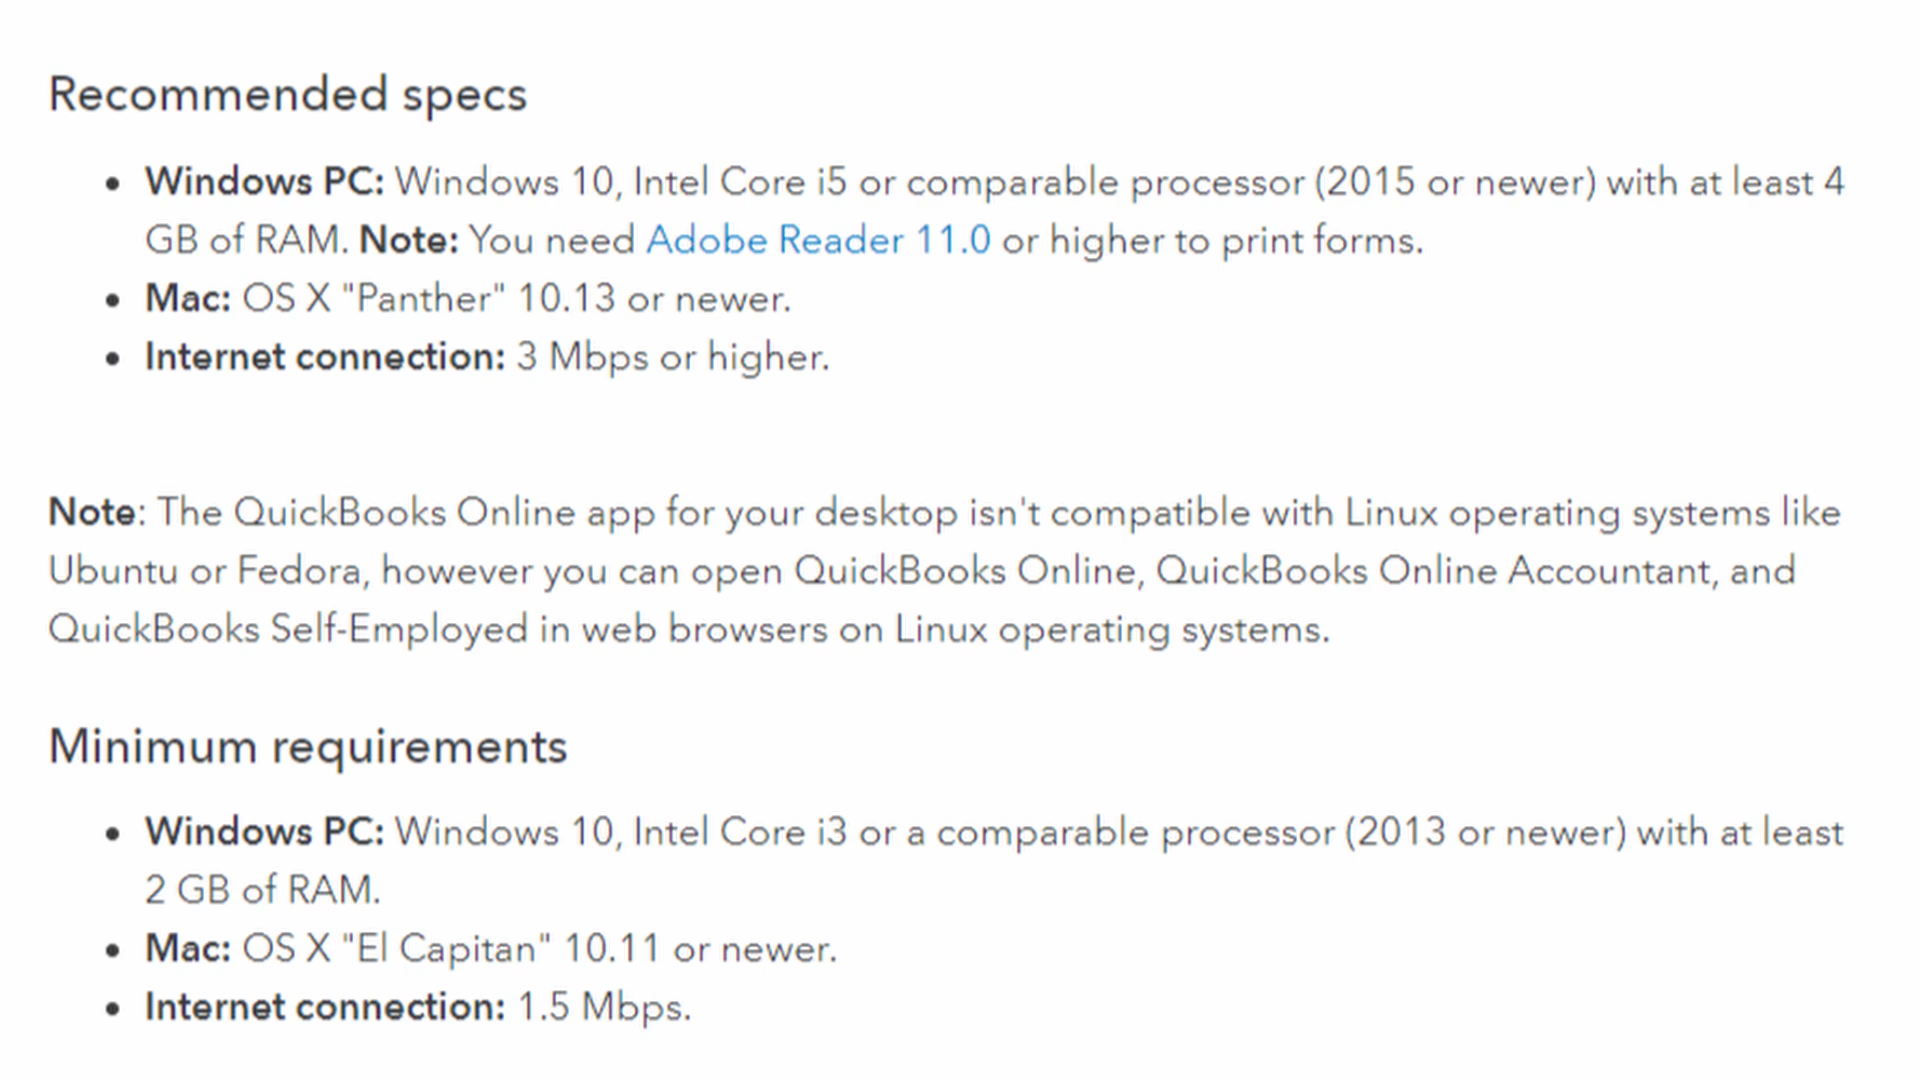 Recommended specs
• Windows PC: Windows 10, Intel Core i5 or comparable processor (2015 or newer) with at least 4
GB of RAM. Note: You need Adobe Reader 11.0 or higher to print forms.
• Mac: OS X "Panther" 10.13 or newer.
• Internet connection: 3 Mbps or higher.
Note: The QuickBooks Online app for your desktop isn't compatible with Linux operating systems like
Ubuntu or Fedora, however you can open QuickBooks Online, QuickBooks Online Accountant, and
QuickBooks Self-Employed in web browsers on Linux operating systems.
Minimum requirements
• Windows PC: Windows 10, Intel Core i3 or a comparable processor (2013 or newer) with at least
2 GB of RAM.
• Mac: OS X "El Capitan" 10.11 or newer.
• Internet connection: 1.5 Mbps.